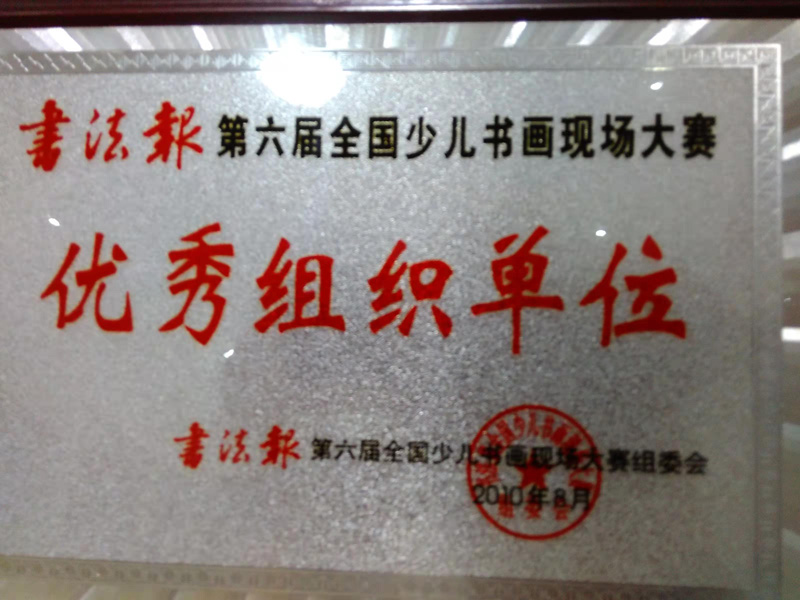 书法报 第六届全国少儿书画现场大赛
优秀组织单位
书法报 第六届全国少儿书画现场大赛组委会
2010年8月